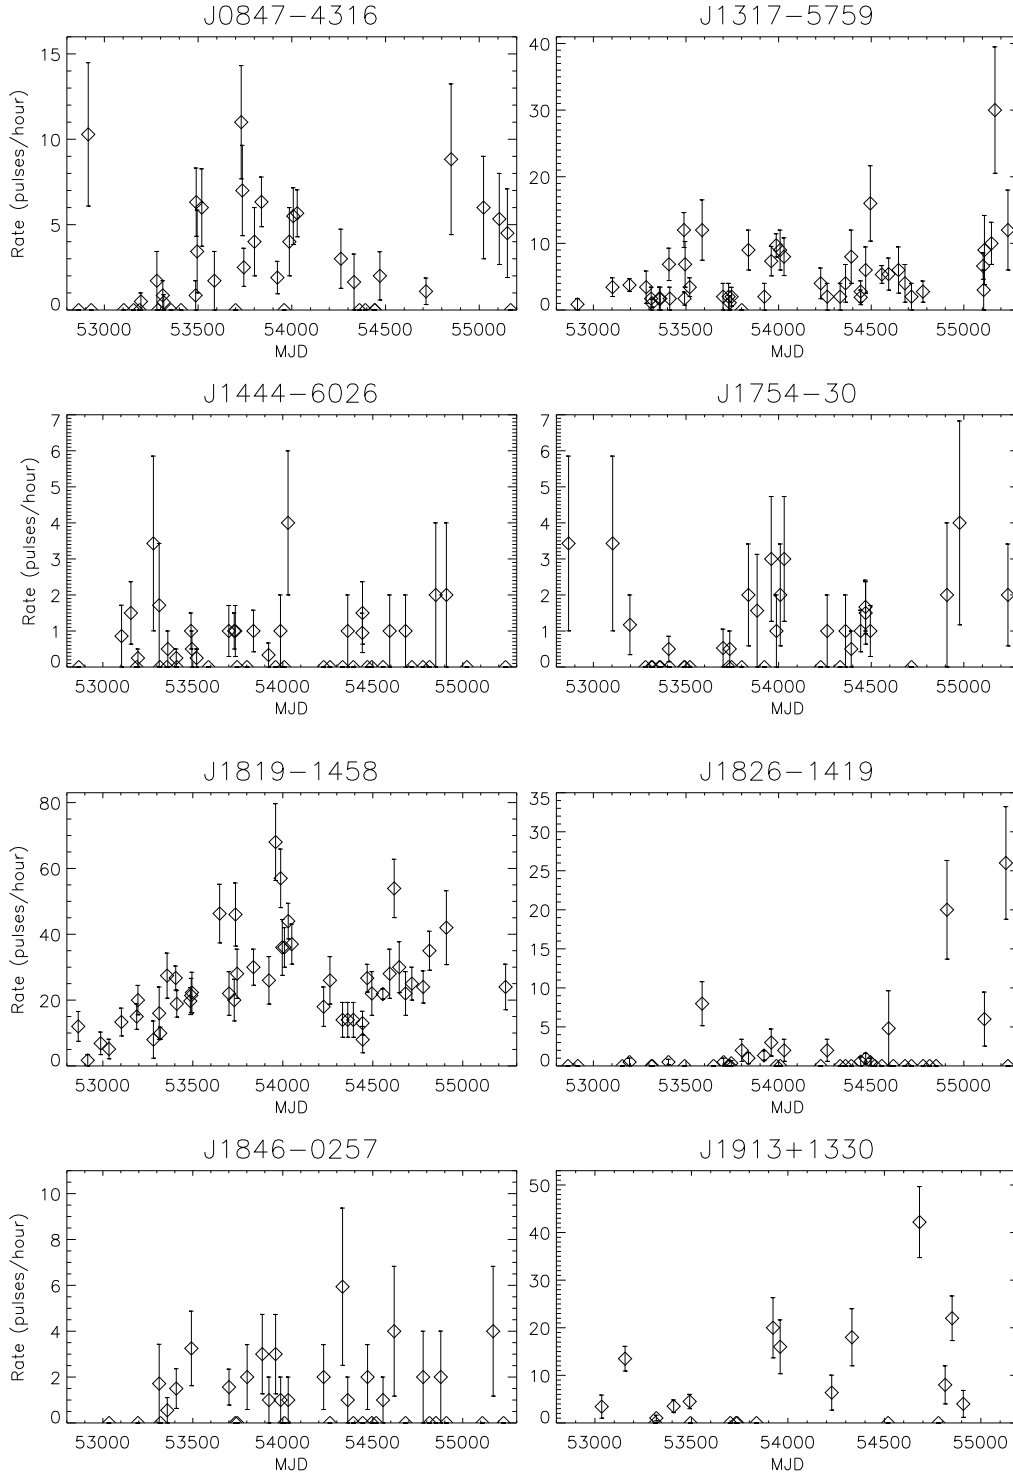 J0847−4316 J1317−5759
15 40
10 30
5 20
0 10
0
Rate (pulses/hour)
53000 53500 54000 54500 55000 53000 53500 54000 54500 55000
MJD MJD
J1444−6026 J1754−30
7 7
6 6
5 5
4 4
3 3
2 2
1 1
0 0
Rate (pulses/hour)
53000 53500 54000 54500 55000 53000 53500 54000 54500 55000
MJD MJD
J1819−1458 J1826−1419
80 35
60 30
40 25
20 20
0 15
10
5
0
Rate (pulses/hour)
53000 53500 54000 54500 55000 53000 53500 54000 54500 55000
MJD MJD
J1846−0257 J1913+1330
10 50
8 40
6 30
4 20
2 10
0 0
Rate (pulses/hour)
53000 53500 54000 54500 55000 53000 53500 54000 54500 55000
MJD MJD